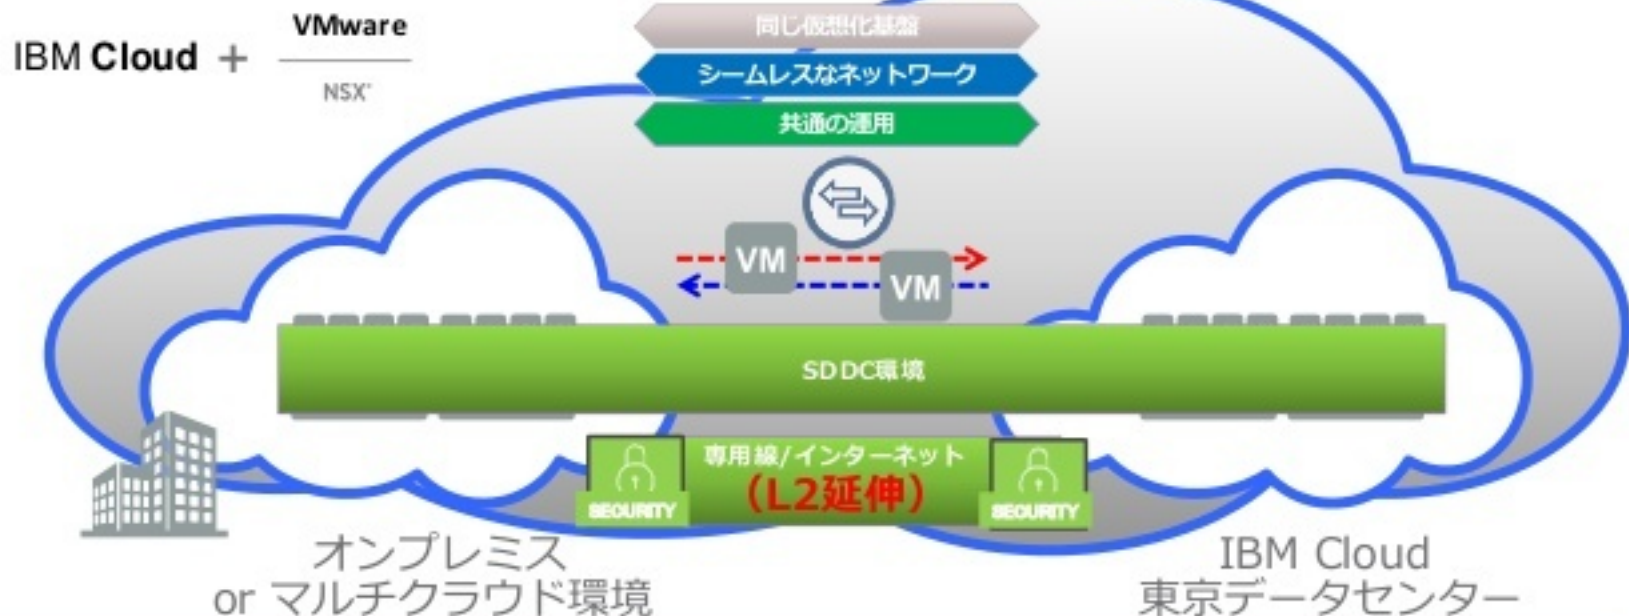 IBM Cloud +
VMware
NSX®
同じ仮想化基盤
シームレスなネットワーク
共通の運用
VM
VM
SDDC環境
専用線/インターネット
（L2延伸）
SECURITY
SECURITY
オンプレミス
or マルチクラウド環境
IBM Cloud
東京データセンター